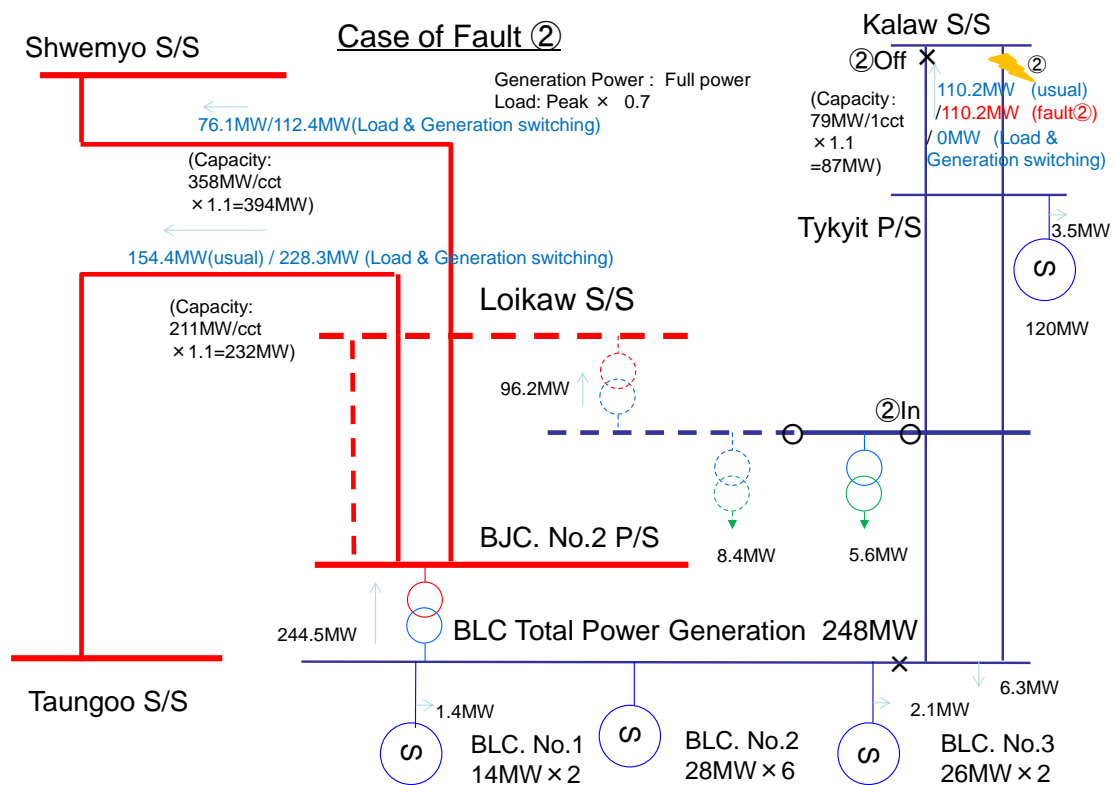 Case of Fault ②
Kalaw S/S
Shwemyo S/S
②Off
②
Generation Power : Full power
Load: Peak × 0.7
110.2MW (usual)
/110.2MW (fault②)
/ 0MW (Load &
Generation switching)
(Capacity:
79MW/1cct
×1.1
=87MW)
76.1MW/112.4MW(Load & Generation switching)
(Capacity:
358MW/cct
×1.1=394MW)
Tykyit P/S
3.5MW
S
120MW
154.4MW(usual) / 228.3MW (Load & Generation switching)
(Capacity:
211MW/cct
×1.1=232MW)
Loikaw S/S
96.2MW
②In
8.4MW
5.6MW
BJC. No.2 P/S
244.5MW
BLC Total Power Generation 248MW
Taungoo S/S
6.3MW
1.4MW
2.1MW
S
S
S
BLC. No.1
14MW×2
BLC. No.2
28MW×6
BLC. No.3
26MW×2